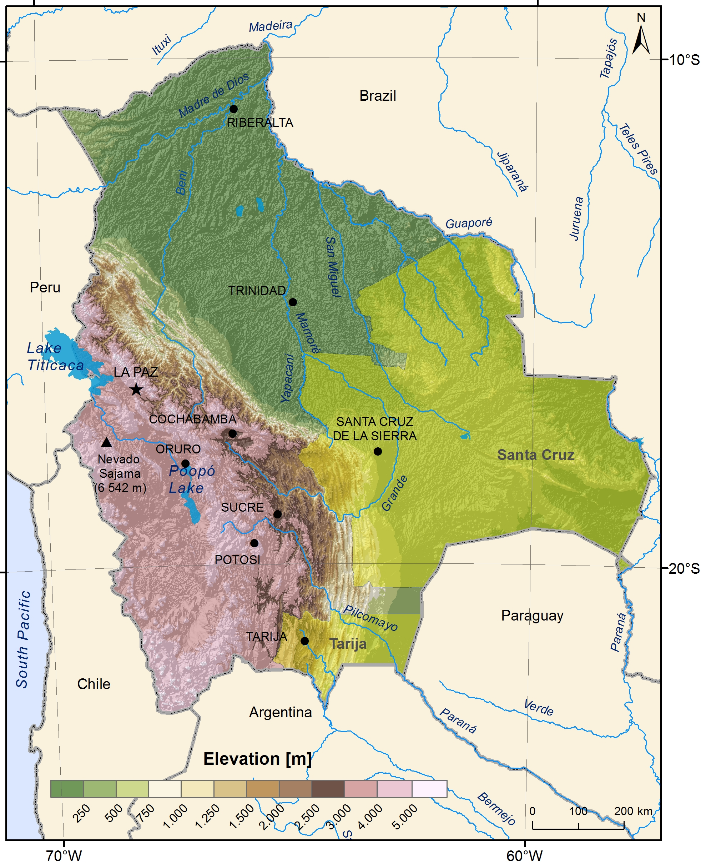 N
Madeira
Ituxi
10°S
Tapajós
Brazil
Madre de Dios
RIBERALTA
Teles Pires
Jiparaná
Beni
Juruena
Guaporé
San Miguel
Peru
TRINIDAD
Mamoré
Lake
Titicaca
LA PAZ
Yapacani
COCHABAMBA
SANTA CRUZ
DE LA SIERRA
Nevado
Sajama
(6 542 m)
ORURO
Santa Cruz
Poopó
Lake
Grande
SUCRE
POTOSI
20°S
South Pacific
Pilcomayo
Paraguay
TARIJA
Tarija
Paraná
Chile
Argentina
Verde
Paraná
Elevation [m]
250
500
750
1.000
1.250
1.500
2.000
2.500
3.000
4.000
5.000
Bermejo
S
0
100
200 km
70°W
60°W